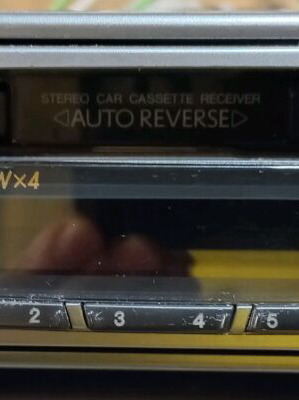 STEREO CAR CASSETTE RECEIVER
◁AUTO REVERSE▷
W×4
2 3 4 5